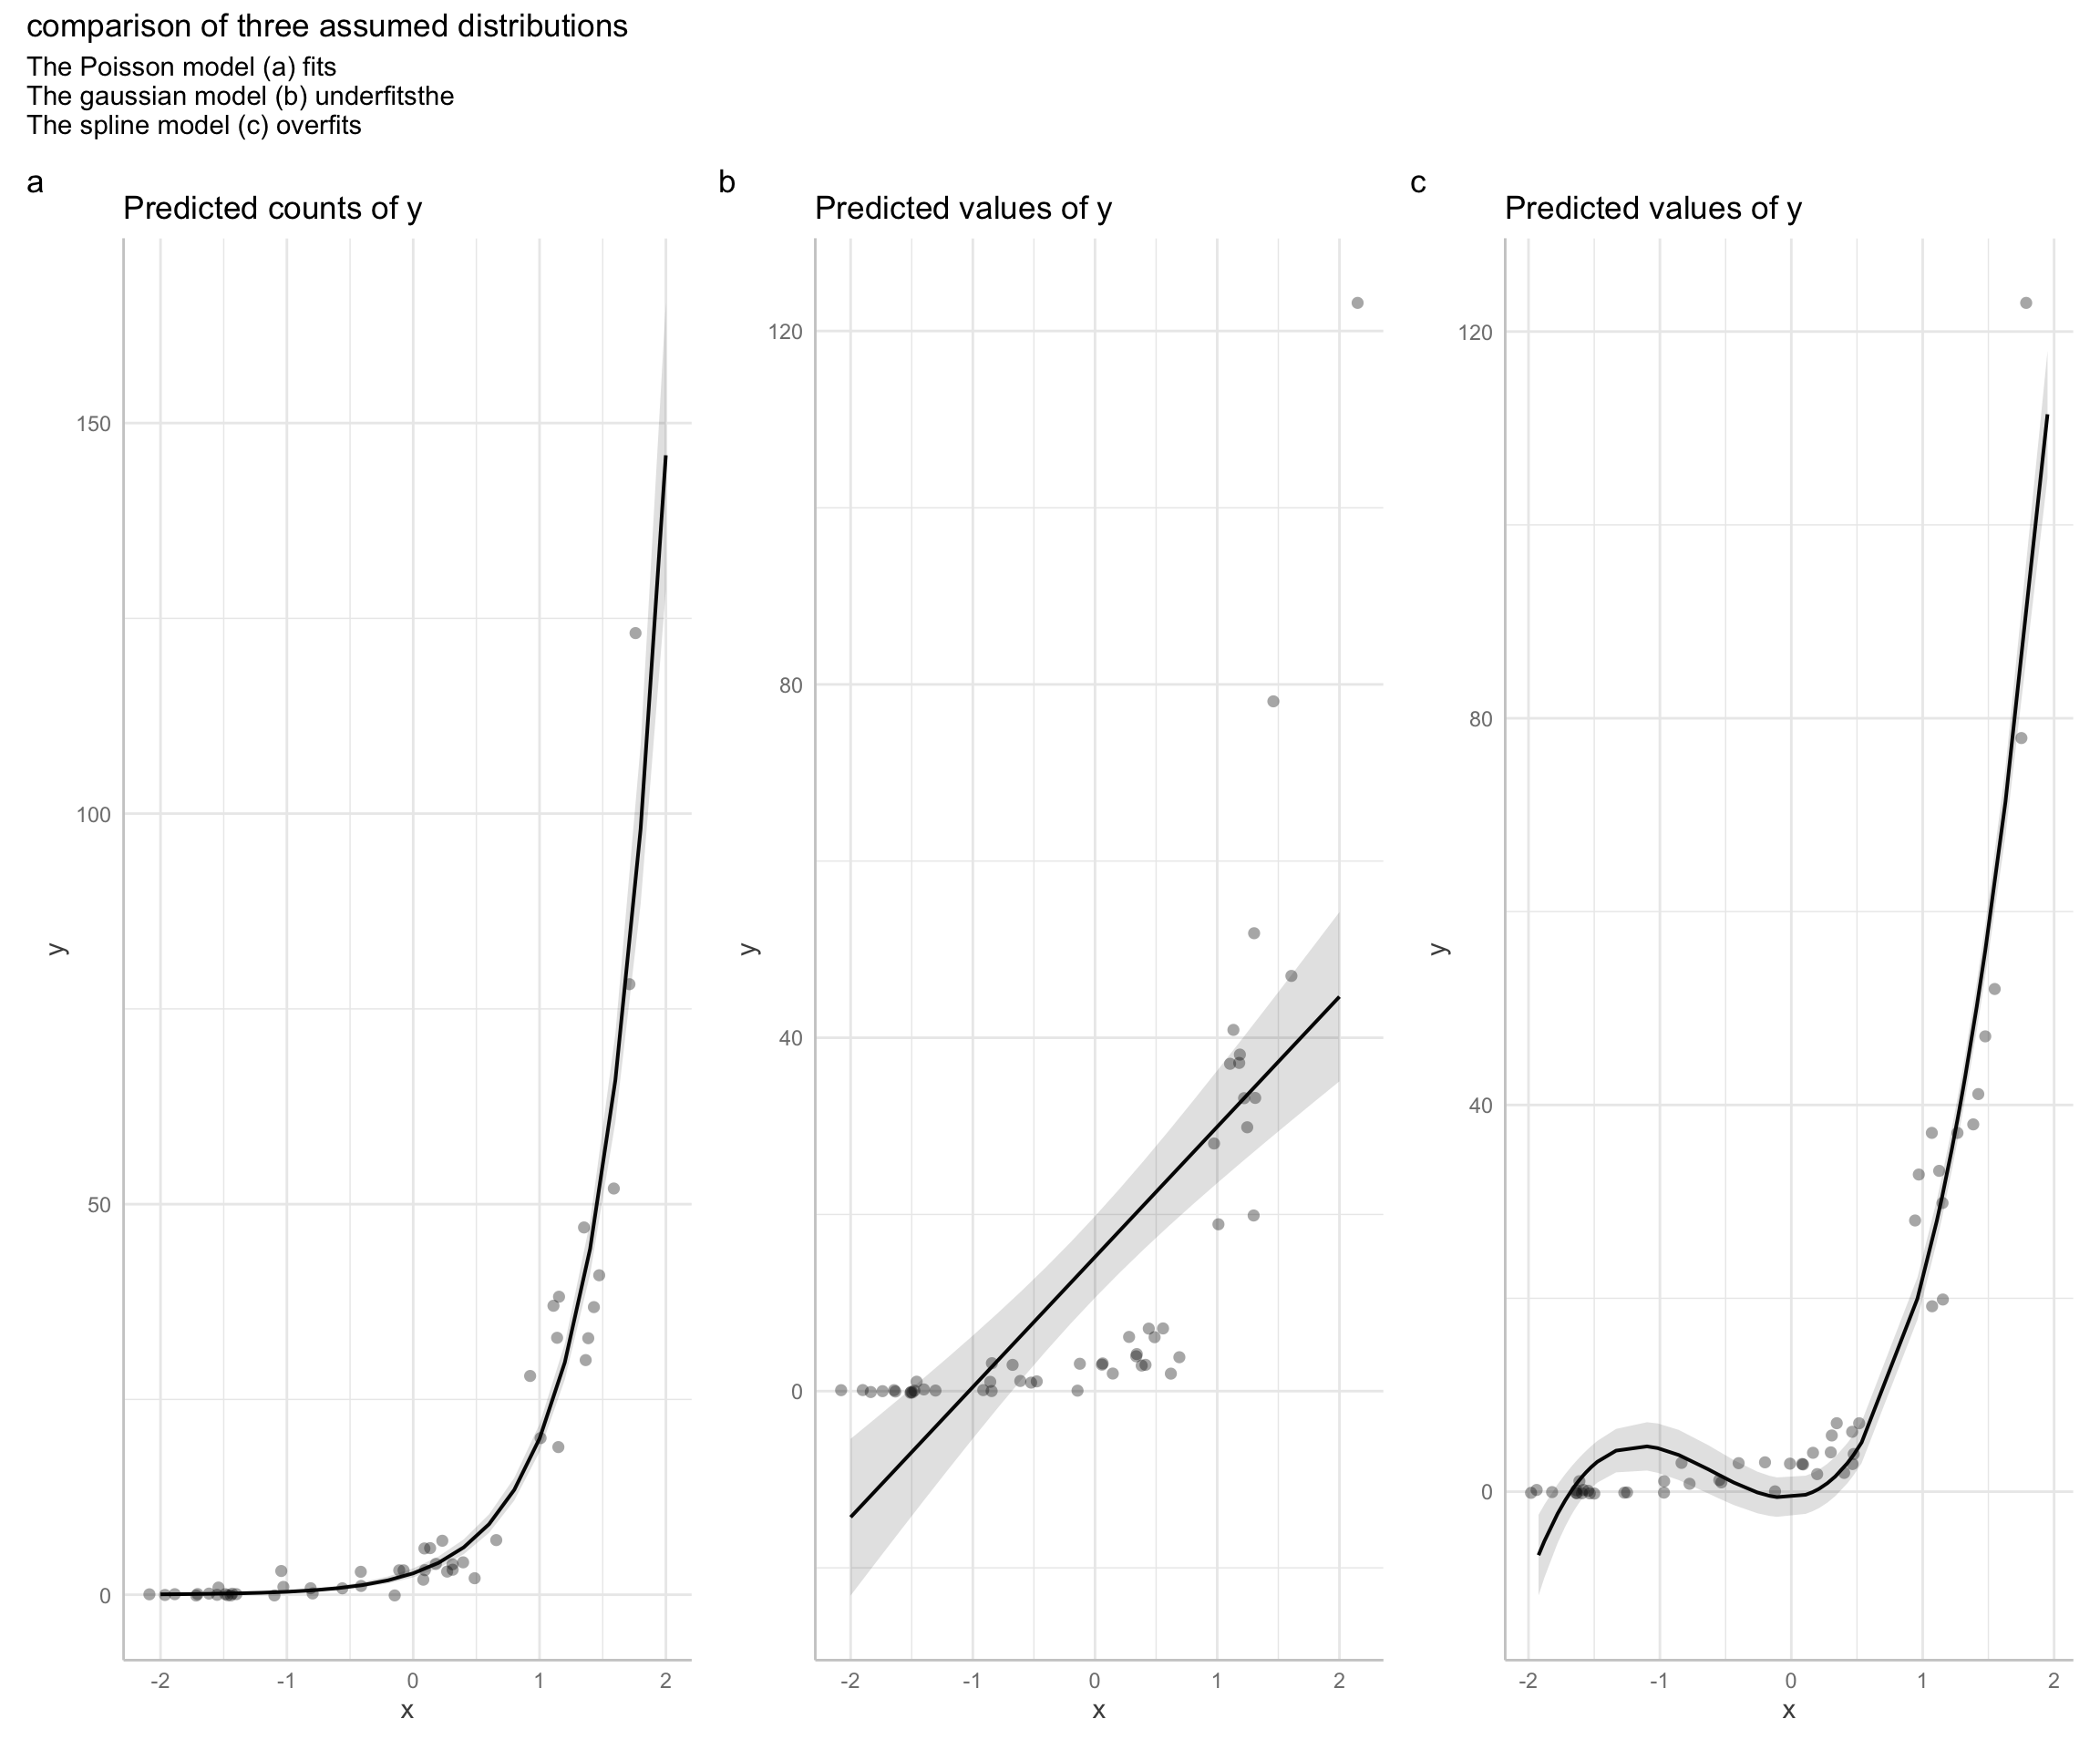 comparison of three assumed distributions
The Poisson model (a) fits
The gaussian model (b) underfitsthe
The spline model (c) overfits
a
Predicted counts of y
150
100
50
0
y
-2 -1 0 1 2
x
b
Predicted values of y
120
80
40
0
y
-2 -1 0 1 2
x
c
Predicted values of y
120
80
40
0
y
-2 -1 0 1 2
x